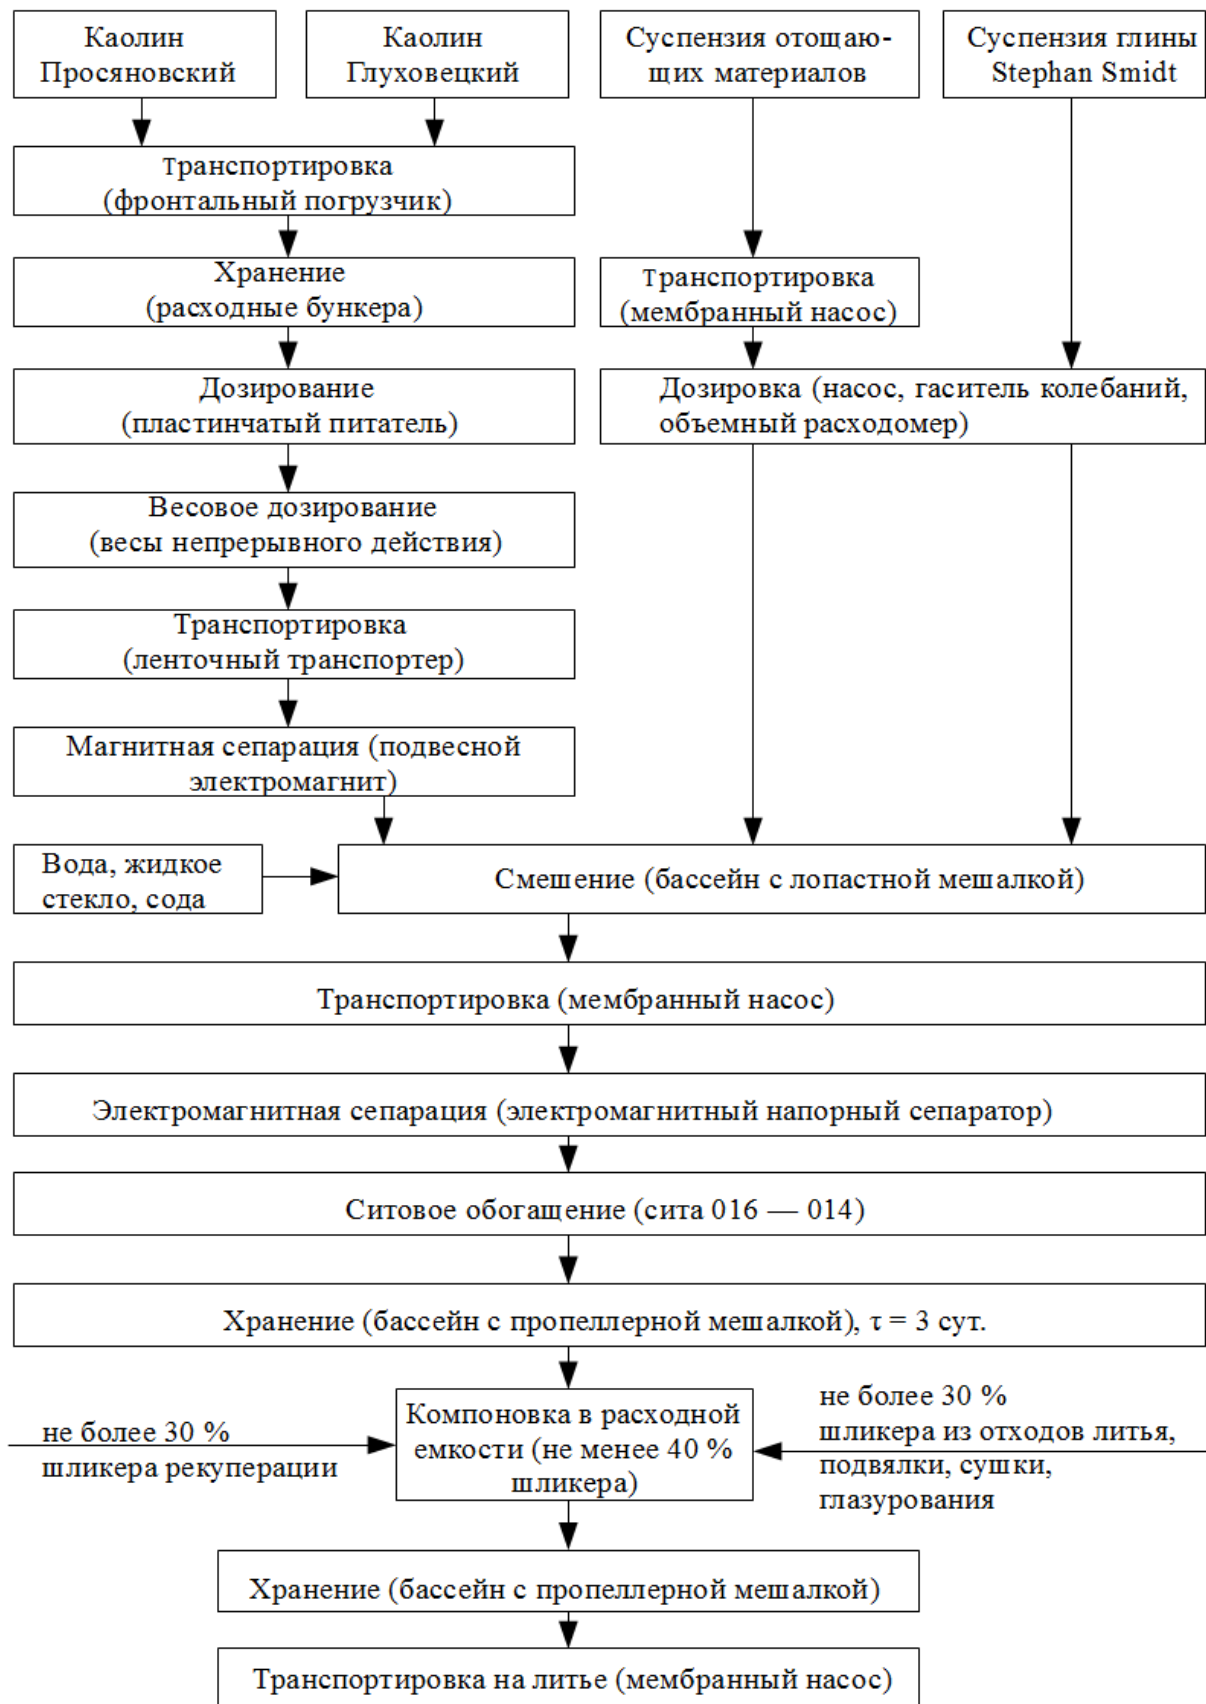 Каолин
Просяновский
Каолин
Глуховецкий
Суспензия отощаю-
щих материалов
Суспензия глины
Stephan Smidt
Транспортировка
(фронтальный погрузчик)
Хранение
(расходные бункера)
Транспортировка
(мембранный насос)
Дозирование
(пластинчатый питатель)
Дозировка (насос, гаситель колебаний,
объемный расходомер)
Весовое дозирование
(весы непрерывного действия)
Транспортировка
(ленточный транспортер)
Магнитная сепарация (подвесной
электромагнит)
Вода, жидкое
стекло, сода
Смешение (бассейн с лопастной мешалкой)
Транспортировка (мембранный насос)
Электромагнитная сепарация (электромагнитный напорный сепаратор)
Ситовое обогащение (сита 016 — 014)
Хранение (бассейн с пропеллерной мешалкой), τ = 3 сут.
не более 30 %
шликера рекуперации
Компоновка в расходной
емкости (не менее 40 %
шликера)
не более 30 %
шликера из отходов литья,
подвялки, сушки,
глазурования
Хранение (бассейн с пропеллерной мешалкой)
Транспортировка на литье (мембранный насос)